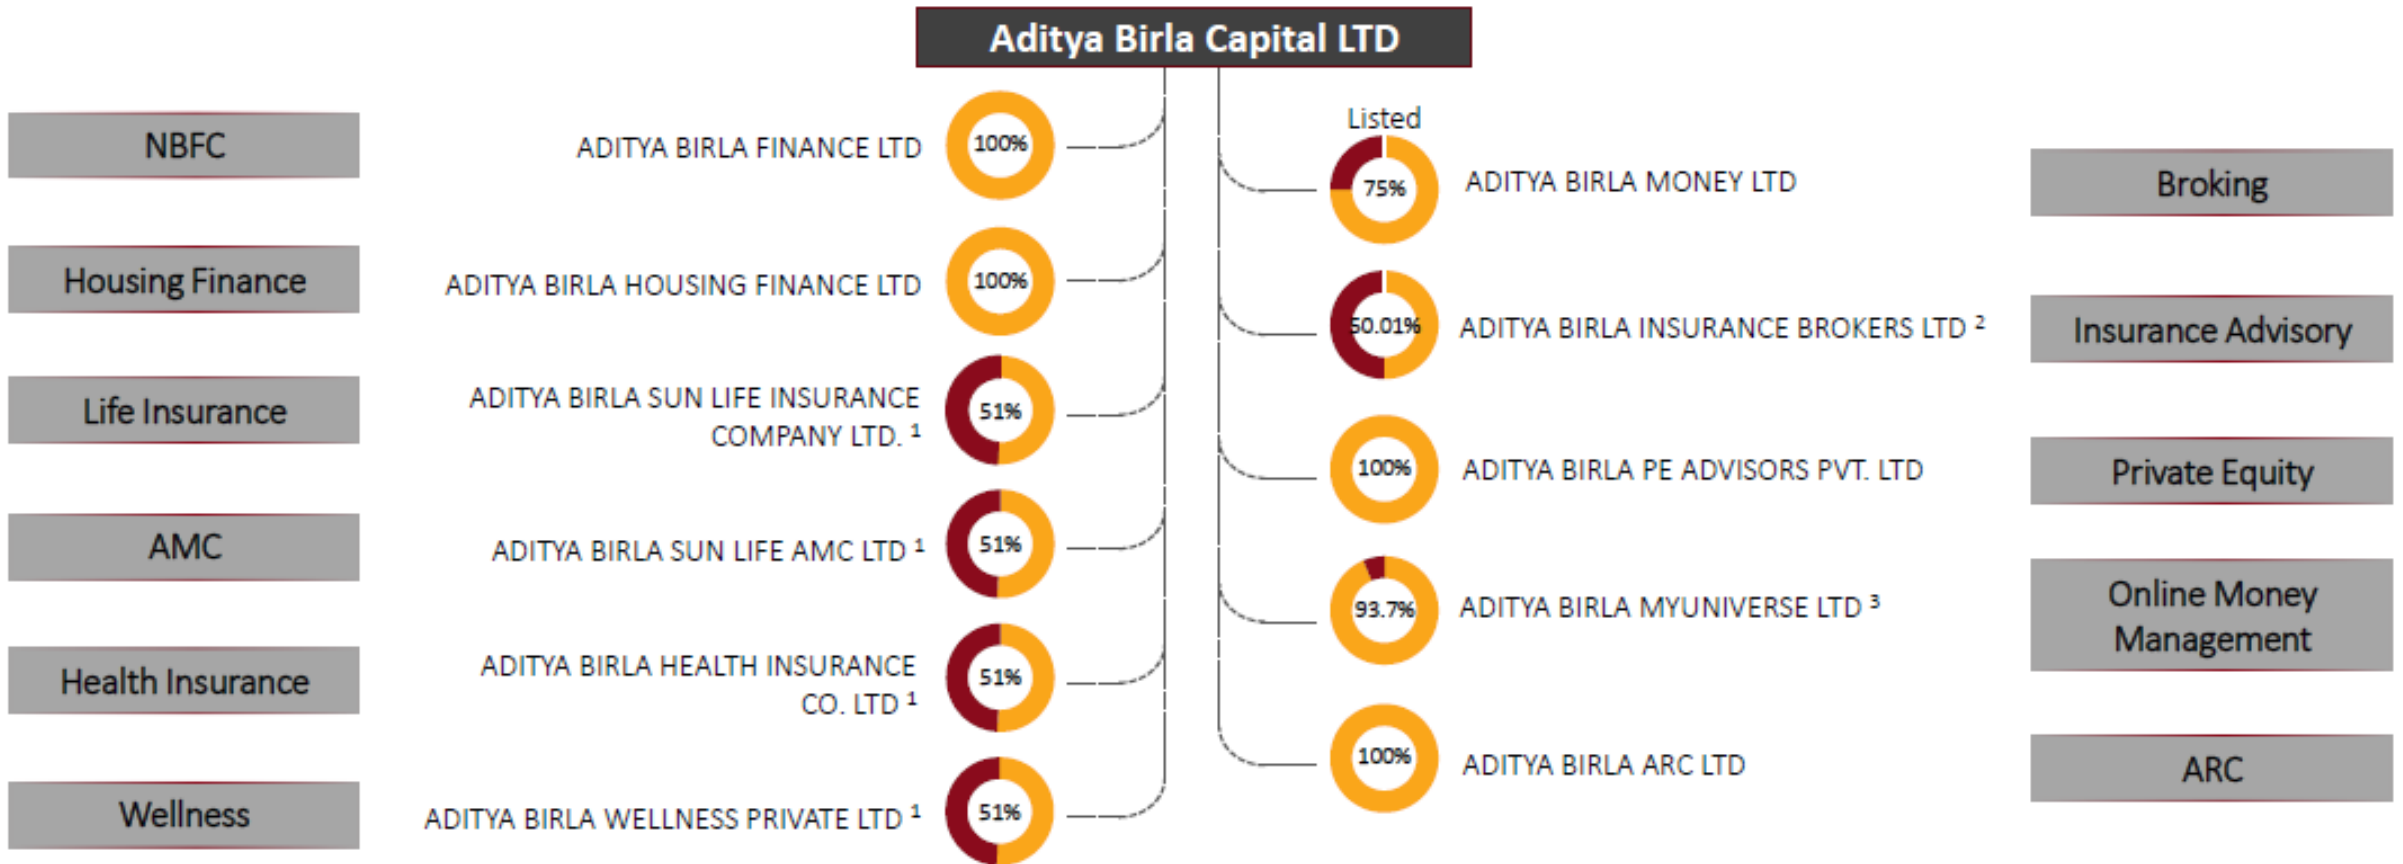 Aditya Birla Capital LTD
NBFC
ADITYA BIRLA FINANCE LTD
100%
Housing Finance
ADITYA BIRLA HOUSING FINANCE LTD
100%
Life Insurance
ADITYA BIRLA SUN LIFE INSURANCE
COMPANY LTD. ¹
51%
AMC
ADITYA BIRLA SUN LIFE AMC LTD ¹
51%
Health Insurance
ADITYA BIRLA HEALTH INSURANCE
CO. LTD ¹
51%
Wellness
ADITYA BIRLA WELLNESS PRIVATE LTD ¹
51%
Listed
75%
ADITYA BIRLA MONEY LTD
Broking
50.01%
ADITYA BIRLA INSURANCE BROKERS LTD ²
Insurance Advisory
100%
ADITYA BIRLA PE ADVISORS PVT. LTD
Private Equity
93.7%
ADITYA BIRLA MYUNIVERSE LTD ³
Online Money
Management
100%
ADITYA BIRLA ARC LTD
ARC